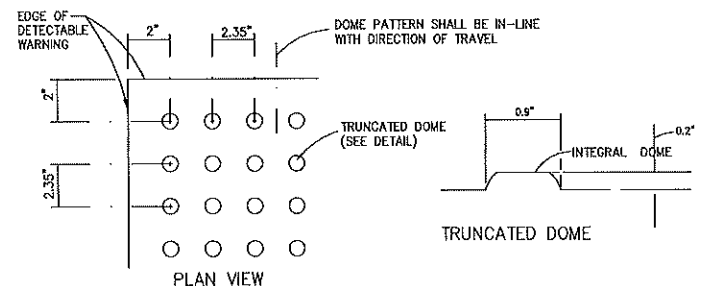 EDGE OF
DETECTABLE
WARNING
2"
2.35"
DOME PATTERN SHALL BE IN-LINE
WITH DIRECTION OF TRAVEL
2"
2.35"
TRUNCATED DOME
(SEE DETAIL)
PLAN VIEW
0.9"
0.2"
INTEGRAL DOME
TRUNCATED DOME